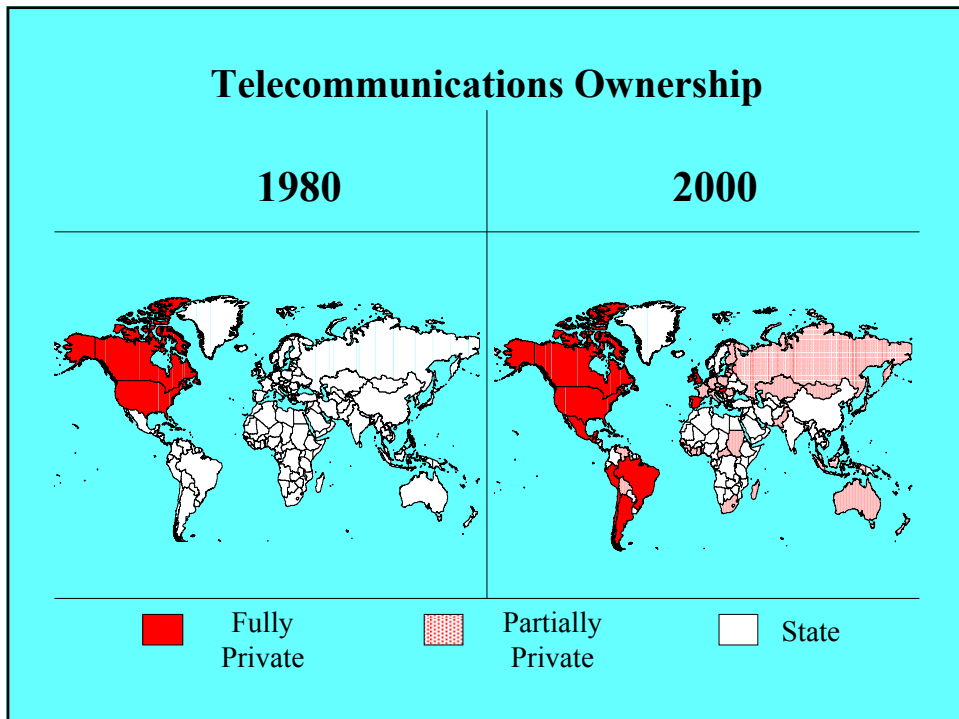 Telecommunications Ownership
1980
2000
Fully
Private
Partially
Private
State